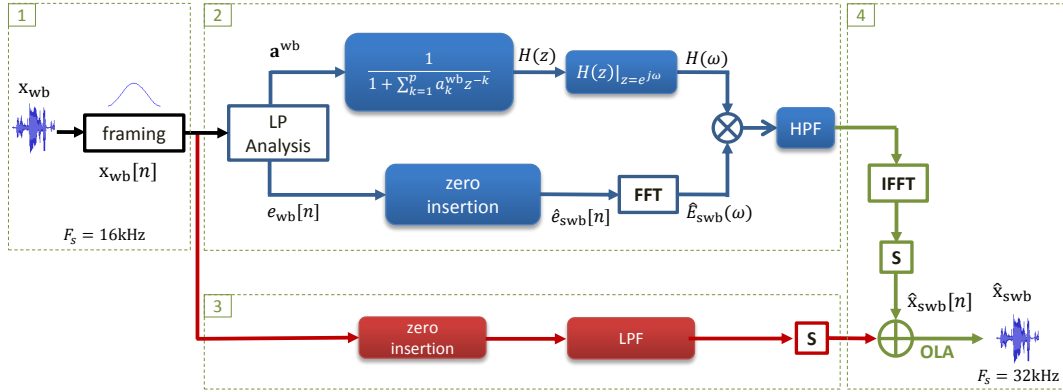 1
x_wb
framing
x_wb[n]
F_s = 16kHz
2
a^wb
1
1 + ∑_{k=1}^{p} a_k^{wb} z^{-k}
H(z)
H(z)|_{z=e^{jω}}
H(ω)
LP
Analysis
HPF
e_wb[n]
zero
insertion
ê_swb[n]
FFT
Ê_swb(ω)
3
zero
insertion
LPF
S
4
IFFT
S
x̂_swb[n]
x̂_swb
OLA
F_s = 32kHz